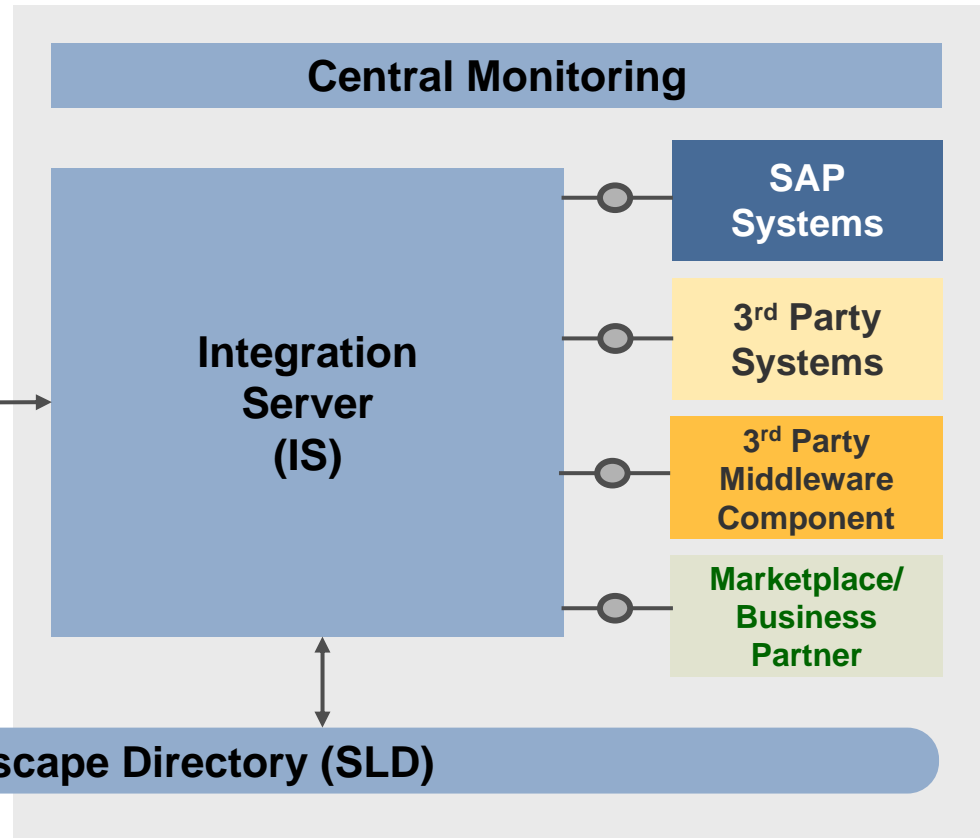 Central Monitoring
SAP
Systems
3rd Party
Systems
Integration
Server
(IS)
3rd Party
Middleware
Component
Marketplace/
Business
Partner
scape Directory (SLD)